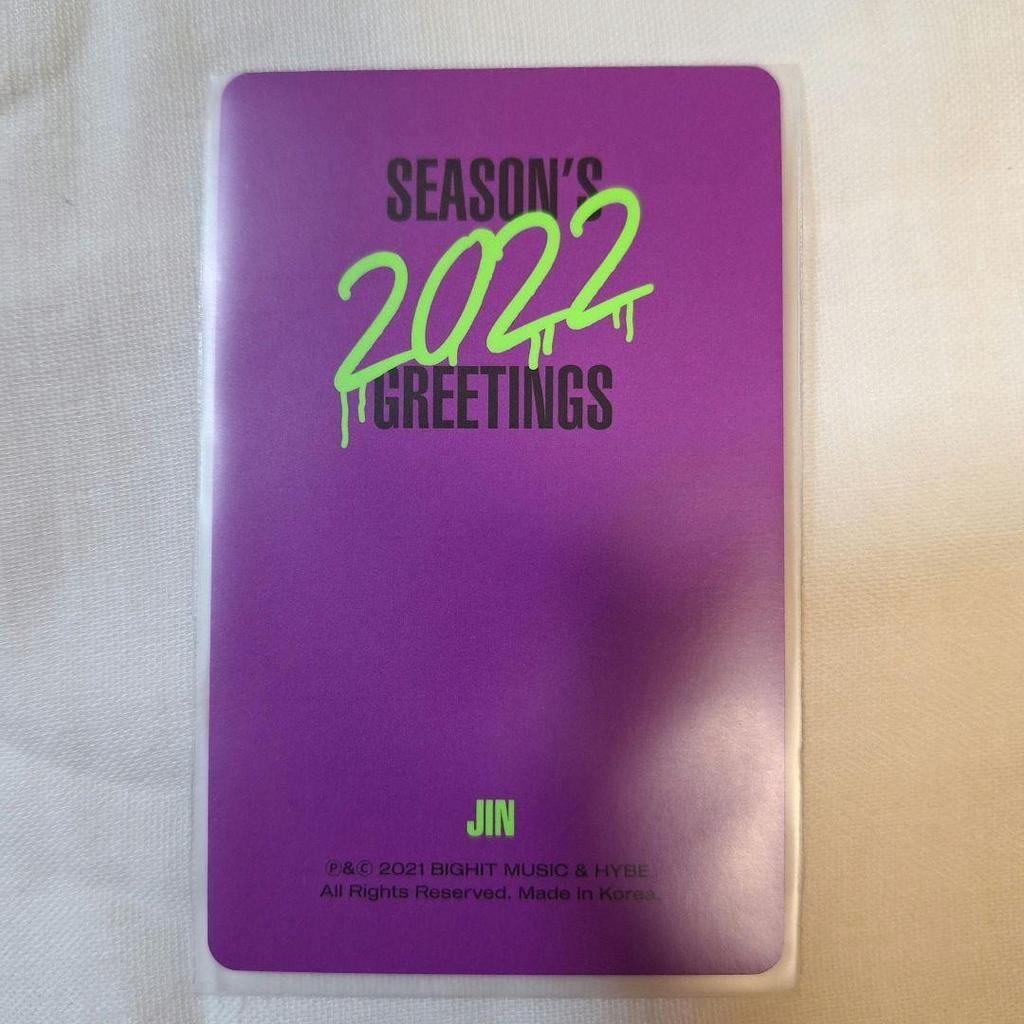 SEASON'S
2022
GREETINGS
JIN
Ⓟ&Ⓒ 2021 BIGHIT MUSIC & HYBE.
All Rights Reserved. Made in Korea.